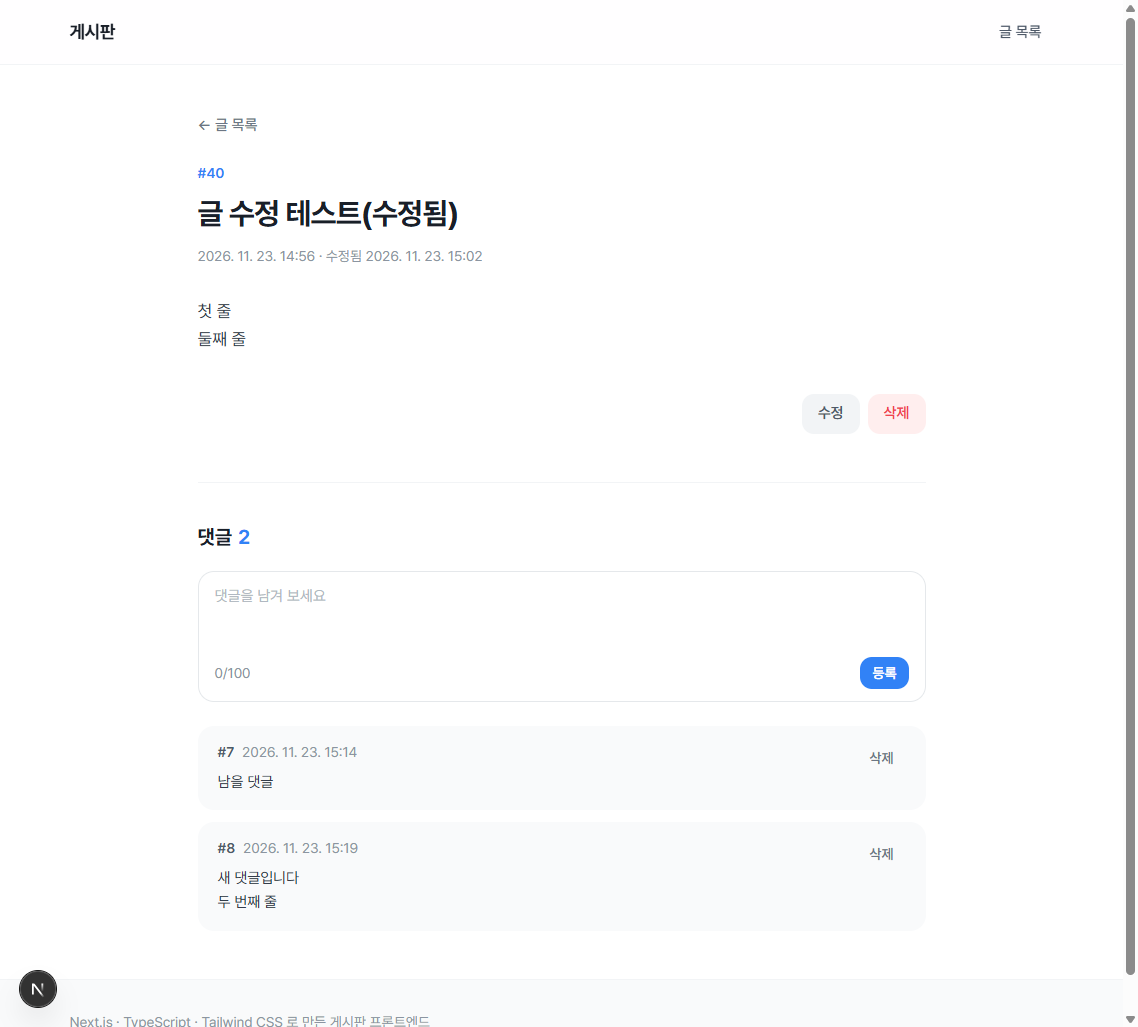 게시판
글 목록
← 글 목록
#40
글 수정 테스트(수정됨)
2026. 11. 23. 14:56 · 수정됨 2026. 11. 23. 15:02
첫 줄
둘째 줄
수정
삭제
댓글 2
댓글을 남겨 보세요
0/100
등록
#7 2026. 11. 23. 15:14
삭제
남을 댓글
#8 2026. 11. 23. 15:19
삭제
새 댓글입니다
두 번째 줄
N
Next.js · TypeScript · Tailwind CSS 로 만든 게시판 프론트엔드